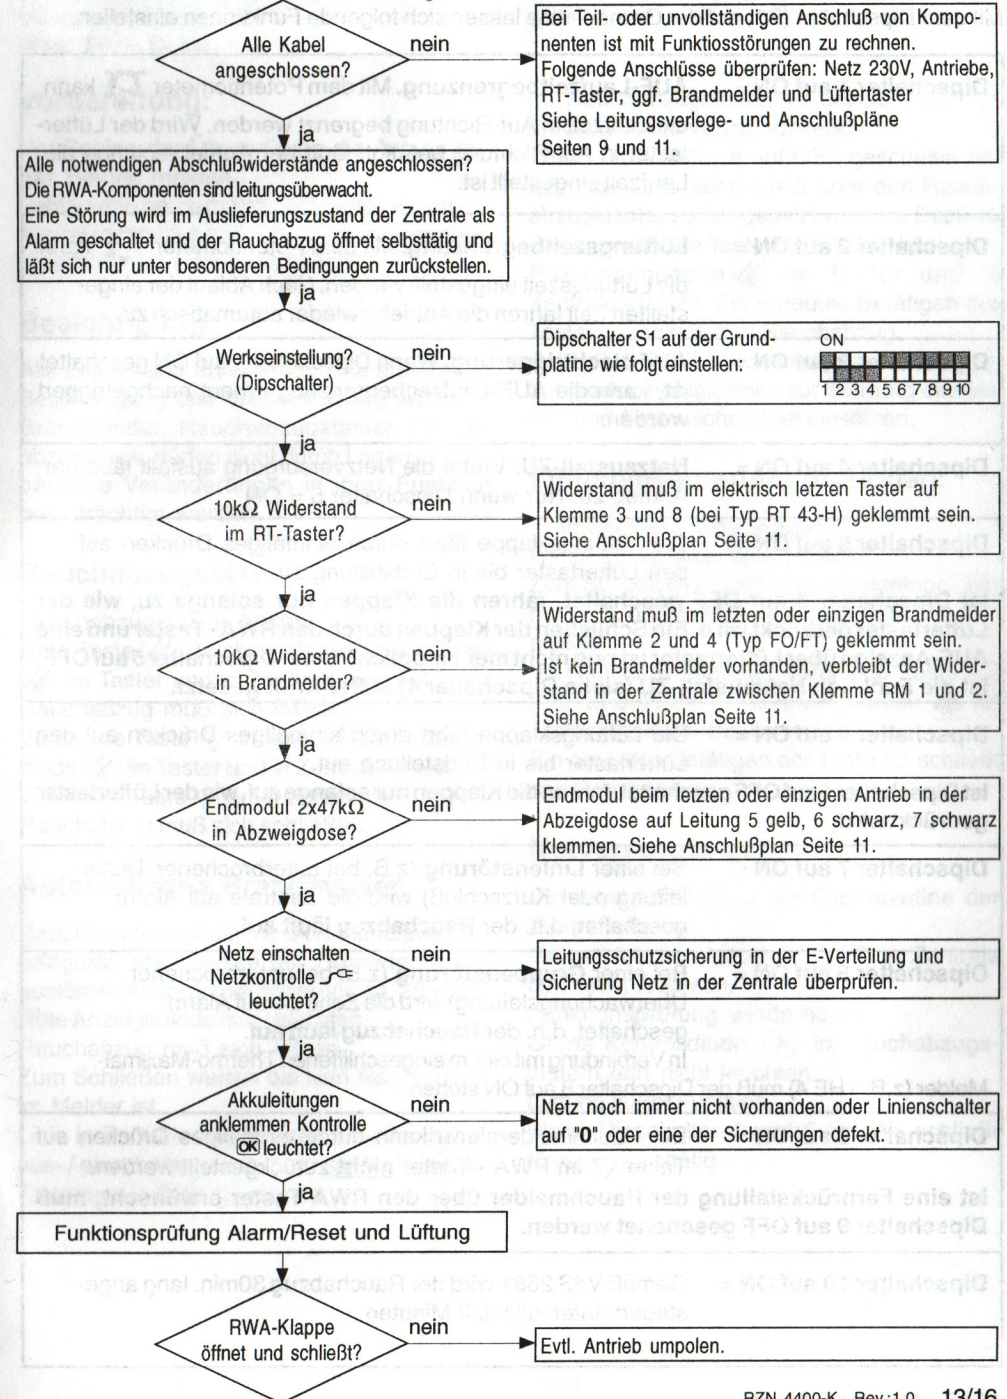 Alle Kabel
angeschlossen?
nein
Bei Teil- oder unvollständigen Anschluß von Kompo-
nenten ist mit Funktiosstörungen zu rechnen.
Folgende Anschlüsse überprüfen: Netz 230V, Antriebe,
RT-Taster, ggf. Brandmelder und Lüftertaster
Siehe Leitungsverlege- und Anschlußpläne
Seiten 9 und 11.
ja
Alle notwendigen Abschlußwiderstände angeschlossen?
Die RWA-Komponenten sind leitungsüberwacht.
Eine Störung wird im Auslieferungszustand der Zentrale als
Alarm geschaltet und der Rauchabzug öffnet selbsttätig und
läßt sich nur unter besonderen Bedingungen zurückstellen.
ja
Werkseinstellung?
(Dipschalter)
nein
Dipschalter S1 auf der Grund-
platine wie folgt einstellen:
ON
1 2 3 4 5 6 7 8 9 10
ja
10kΩ Widerstand
im RT-Taster?
nein
Widerstand muß im elektrisch letzten Taster auf
Klemme 3 und 8 (bei Typ RT 43-H) geklemmt sein.
Siehe Anschlußplan Seite 11.
ja
10kΩ Widerstand
in Brandmelder?
nein
Widerstand muß im letzten oder einzigen Brandmelder
auf Klemme 2 und 4 (Typ FO/FT) geklemmt sein.
Ist kein Brandmelder vorhanden, verbleibt der Wider-
stand in der Zentrale zwischen Klemme RM 1 und 2.
Siehe Anschlußplan Seite 11.
ja
Endmodul 2x47kΩ
in Abzweigdose?
nein
Endmodul beim letzten oder einzigen Antrieb in der
Abzeigdose auf Leitung 5 gelb, 6 schwarz, 7 schwarz
klemmen. Siehe Anschlußplan Seite 11.
ja
Netz einschalten
Netzkontrolle
leuchtet?
nein
Leitungsschutzsicherung in der E-Verteilung und
Sicherung Netz in der Zentrale überprüfen.
ja
Akkuleitungen
anklemmen Kontrolle
OK leuchtet?
nein
Netz noch immer nicht vorhanden oder Linienschalter
auf "0" oder eine der Sicherungen defekt.
ja
Funktionsprüfung Alarm/Reset und Lüftung
RWA-Klappe
öffnet und schließt?
nein
Evtl. Antrieb umpolen.
RZN 4400-K Rev.:1.0 13/16